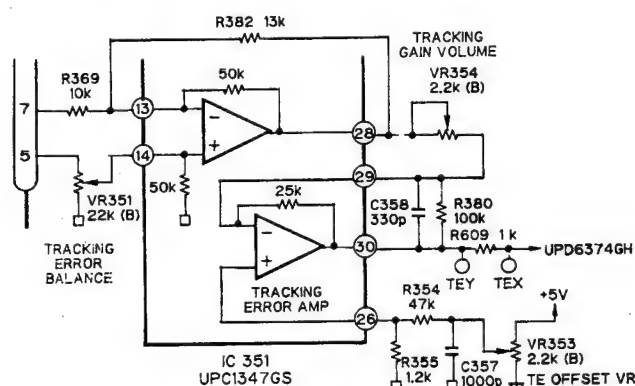 R382 13k
TRACKING
GAIN VOLUME
VR354
2.2k (B)
R369
10k
50k
7
13
−
+
28
5
14
29
VR351
22k (B)
50k
25k
C358
330p
R380
100k
R609 1k
TRACKING
ERROR
BALANCE
−
+
30
UPD6374GH
TEY
TEX
TRACKING
ERROR AMP
R354
47k
+5V
26
IC 351
UPC1347GS
R355
1.2k
C357
1000p
VR353
2.2k (B)
TE OFFSET VR